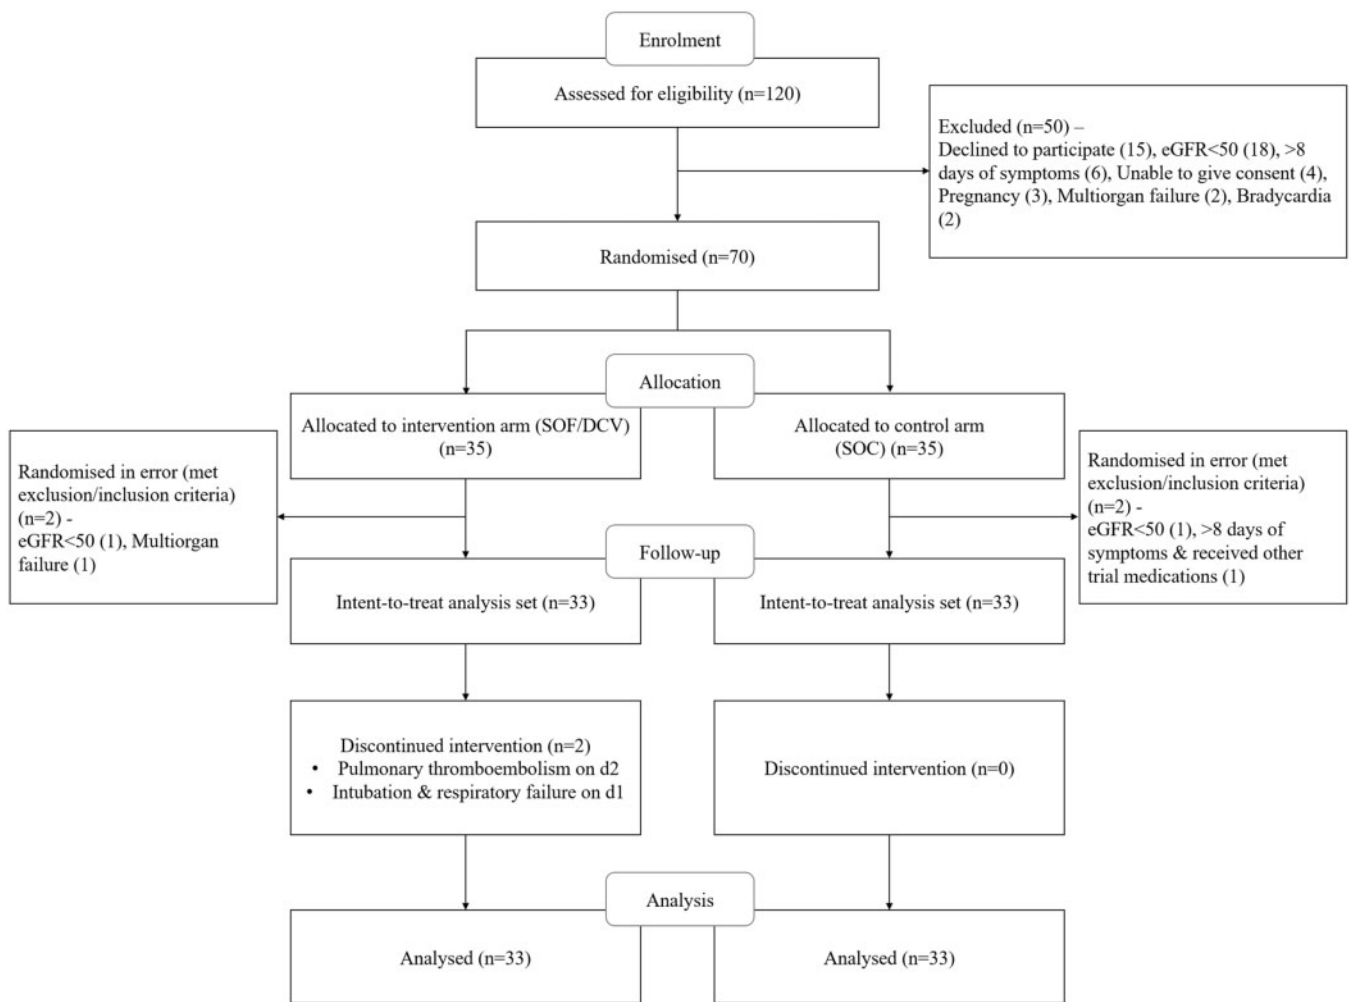 Enrolment
Assessed for eligibility (n=120)
Excluded (n=50) –
Declined to participate (15), eGFR<50 (18), >8
days of symptoms (6), Unable to give consent (4),
Pregnancy (3), Multiorgan failure (2), Bradycardia
(2)
Randomised (n=70)
Allocation
Allocated to intervention arm (SOF/DCV)
(n=35)
Allocated to control arm
(SOC) (n=35)
Randomised in error (met
exclusion/inclusion criteria)
(n=2) -
eGFR<50 (1), Multiorgan
failure (1)
Randomised in error (met
exclusion/inclusion criteria)
(n=2) -
eGFR<50 (1), >8 days of
symptoms & received other
trial medications (1)
Follow-up
Intent-to-treat analysis set (n=33)
Intent-to-treat analysis set (n=33)
Discontinued intervention (n=2)
• Pulmonary thromboembolism on d2
• Intubation & respiratory failure on d1
Discontinued intervention (n=0)
Analysis
Analysed (n=33)
Analysed (n=33)